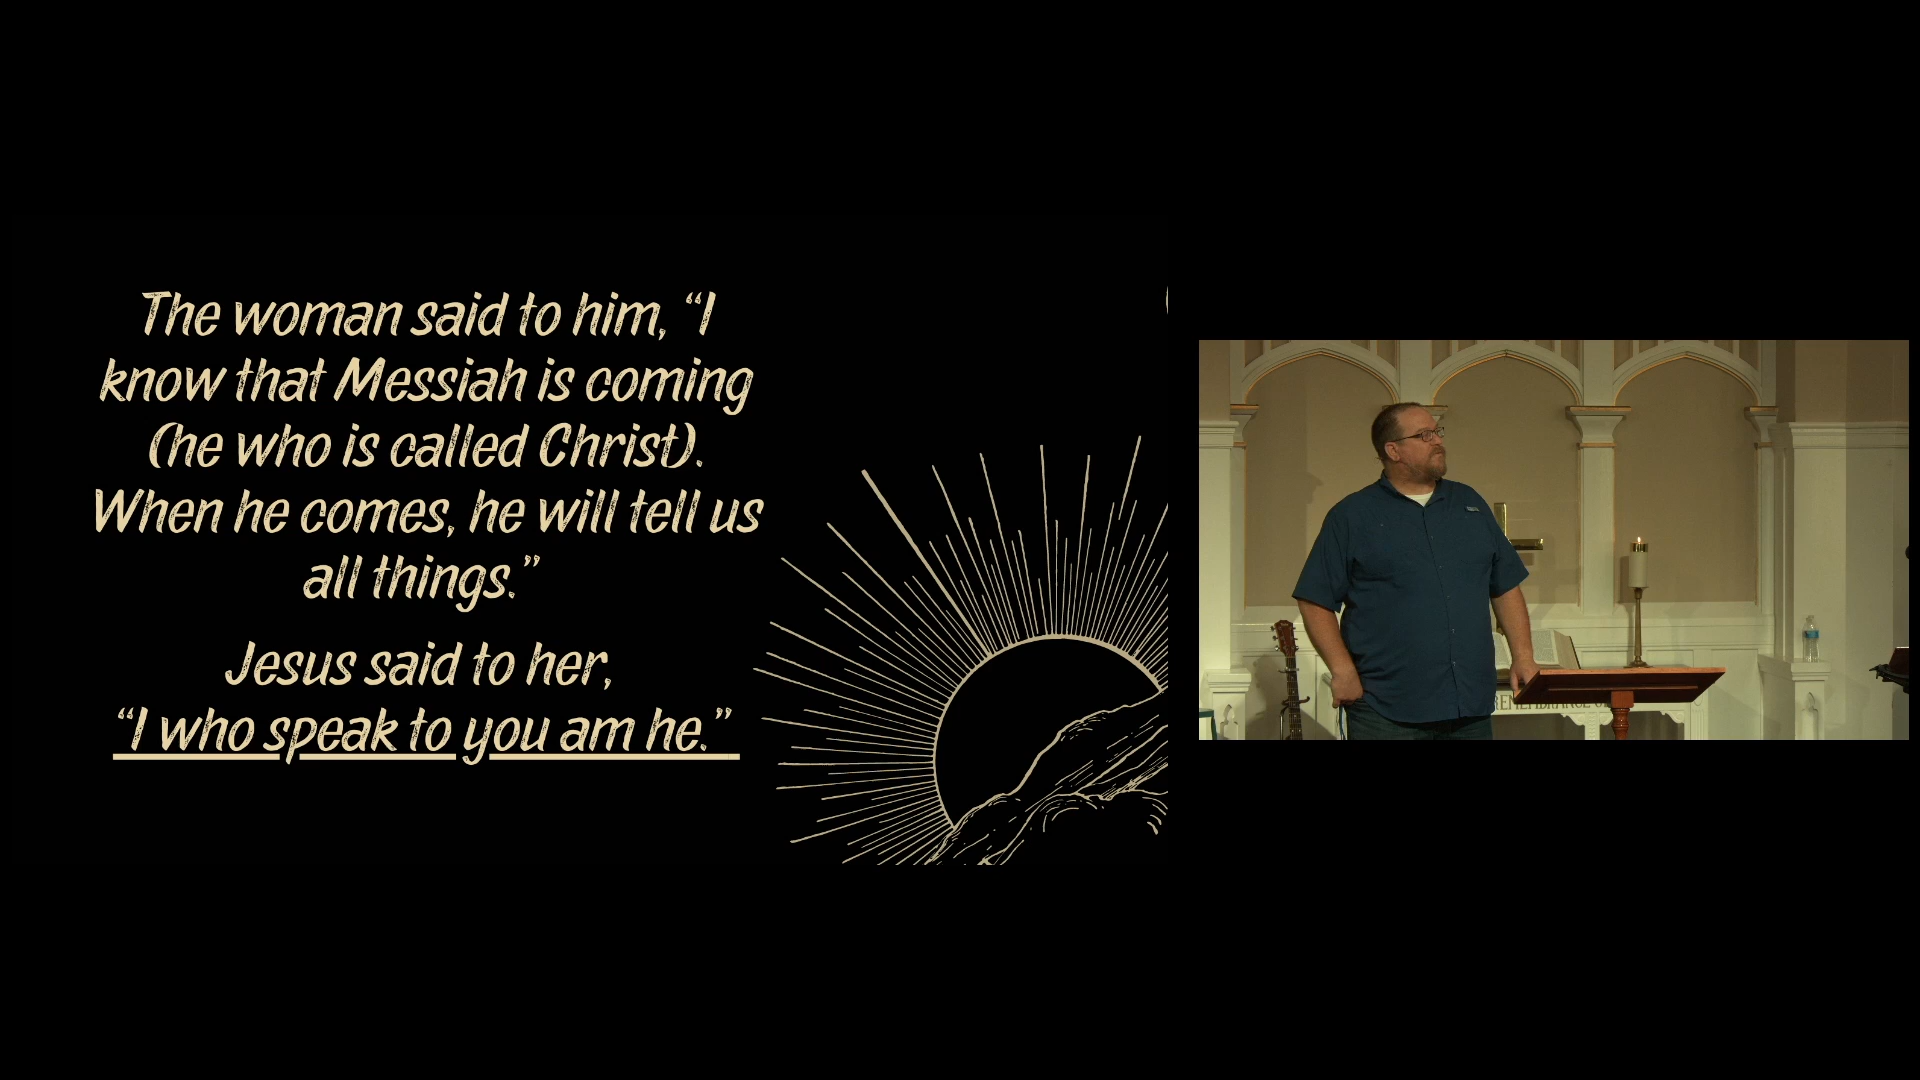 The woman said to him, “I
know that Messiah is coming
(he who is called Christ).
When he comes, he will tell us
all things.”
Jesus said to her,
“I who speak to you am he.”